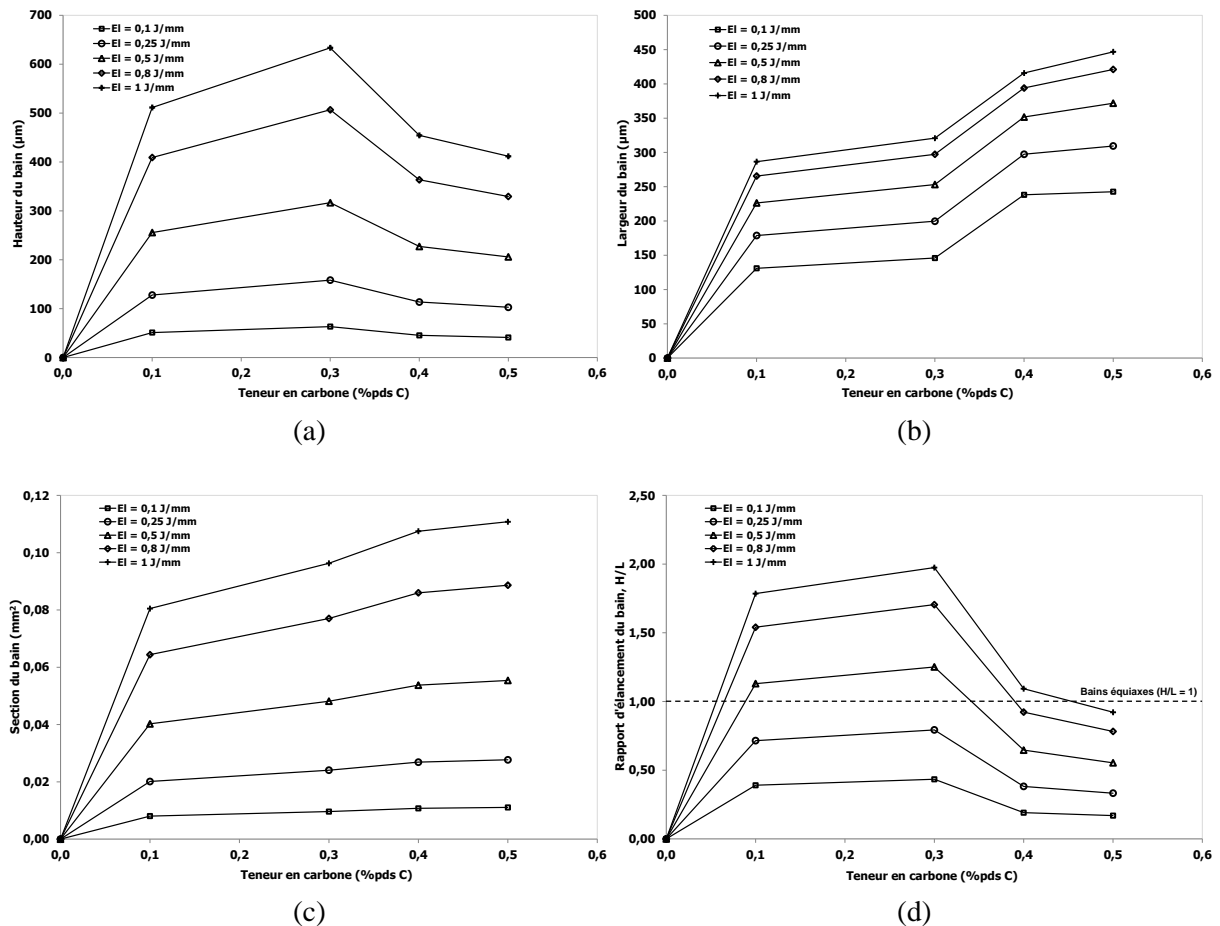 700
600
500
400
300
200
100
0
Hauteur du bain (µm)
El = 0,1 J/mm
El = 0,25 J/mm
El = 0,5 J/mm
El = 0,8 J/mm
El = 1 J/mm
0,0 0,1 0,2 0,3 0,4 0,5 0,6
Teneur en carbone (%pds C)
(a)
500
450
400
350
300
250
200
150
100
50
0
Largeur du bain (µm)
El = 0,1 J/mm
El = 0,25 J/mm
El = 0,5 J/mm
El = 0,8 J/mm
El = 1 J/mm
0,0 0,1 0,2 0,3 0,4 0,5 0,6
Teneur en carbone (%pds C)
(b)
0,12
0,10
0,08
0,06
0,04
0,02
0,00
Section du bain (mm²)
El = 0,1 J/mm
El = 0,25 J/mm
El = 0,5 J/mm
El = 0,8 J/mm
El = 1 J/mm
0,0 0,1 0,2 0,3 0,4 0,5 0,6
Teneur en carbone (%pds C)
(c)
2,50
2,00
1,50
1,00
0,50
0,00
Rapport d'élancement du bain, H/L
El = 0,1 J/mm
El = 0,25 J/mm
El = 0,5 J/mm
El = 0,8 J/mm
El = 1 J/mm
Bains équiaxes (H/L = 1)
0,0 0,1 0,2 0,3 0,4 0,5 0,6
Teneur en carbone (%pds C)
(d)